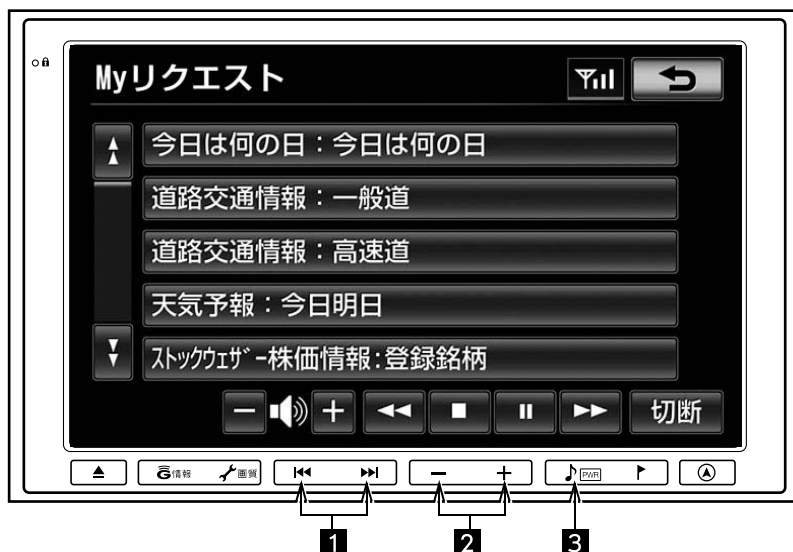 Myリクエスト
今日は何の日：今日は何の日
道路交通情報：一般道
道路交通情報：高速道
天気予報：今日明日
ｽﾄｯｸｳｪｻﾞｰ株価情報：登録銘柄
切断
G情報 画質 PWR
1 2 3